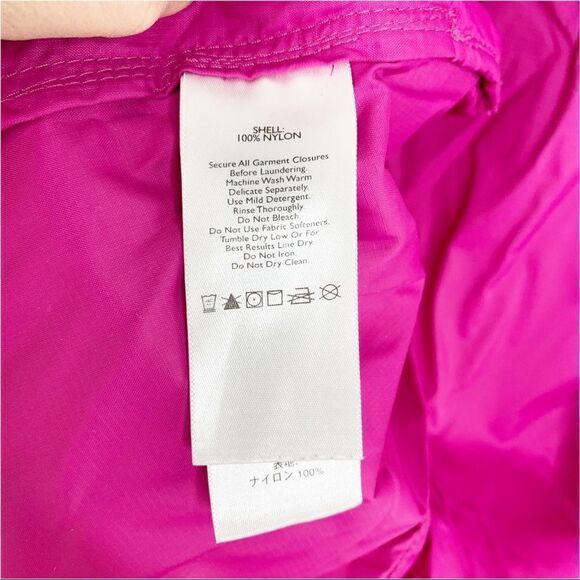 SHELL:
100% NYLON
Secure All Garment Closures
Before Laundering.
Machine Wash Warm
Delicate Separately.
Use Mild Detergent.
Rinse Thoroughly.
Do Not Bleach.
Do Not Use Fabric Softeners.
Tumble Dry Low Or For
Best Results Line Dry.
Do Not Iron.
Do Not Dry Clean.
表地:
ナイロン 100%